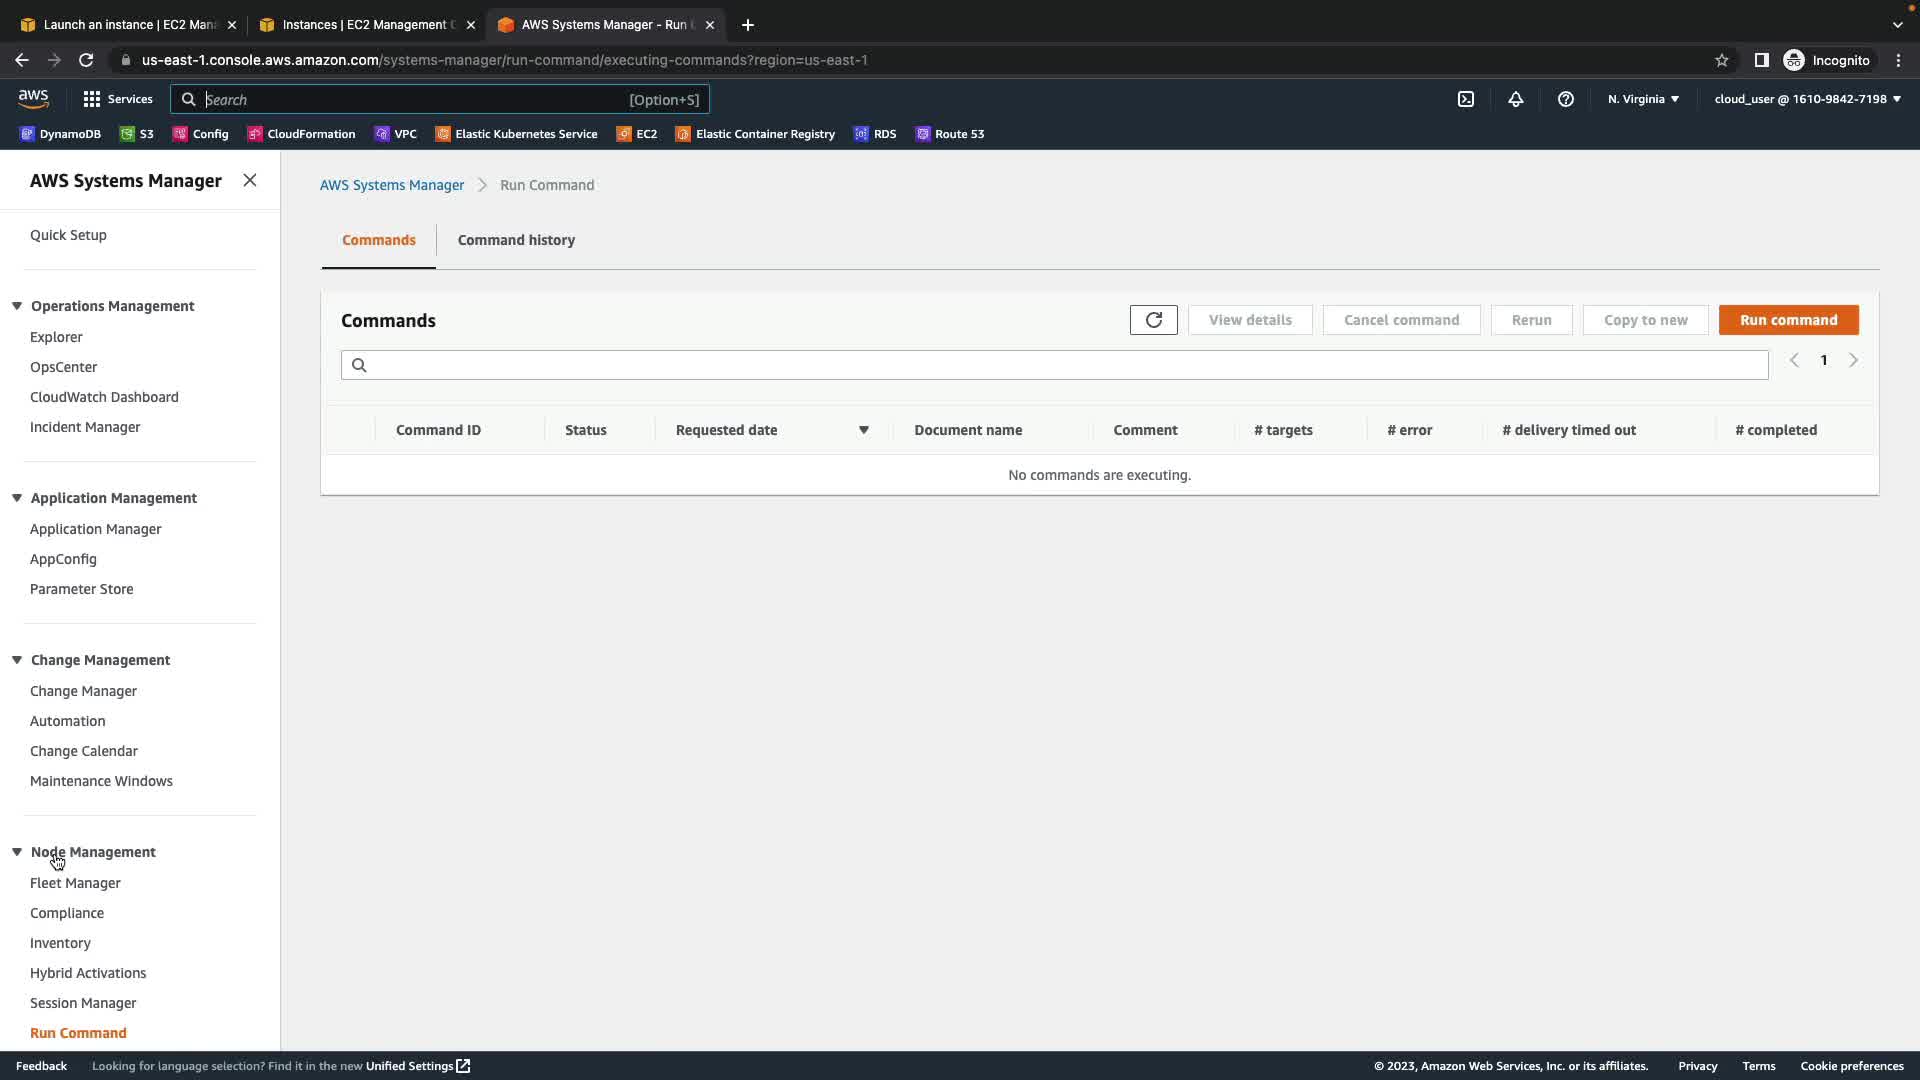 Launch an instance | EC2 Man
Instances | EC2 Management C
AWS Systems Manager - Run C
us-east-1.console.aws.amazon.com/systems-manager/run-command/executing-commands?region=us-east-1
Incognito
aws
Services
Search
[Option+S]
N. Virginia
cloud_user @ 1610-9842-7198
DynamoDB
S3
Config
CloudFormation
VPC
Elastic Kubernetes Service
EC2
Elastic Container Registry
RDS
Route 53
AWS Systems Manager
Quick Setup
Operations Management
Explorer
OpsCenter
CloudWatch Dashboard
Incident Manager
Application Management
Application Manager
AppConfig
Parameter Store
Change Management
Change Manager
Automation
Change Calendar
Maintenance Windows
Node Management
Fleet Manager
Compliance
Inventory
Hybrid Activations
Session Manager
Run Command
AWS Systems Manager
Run Command
Commands
Command history
Commands
View details
Cancel command
Rerun
Copy to new
Run command
1
Command ID
Status
Requested date
Document name
Comment
# targets
# error
# delivery timed out
# completed
No commands are executing.
Feedback
Looking for language selection? Find it in the new Unified Settings
© 2023, Amazon Web Services, Inc. or its affiliates.
Privacy
Terms
Cookie preferences